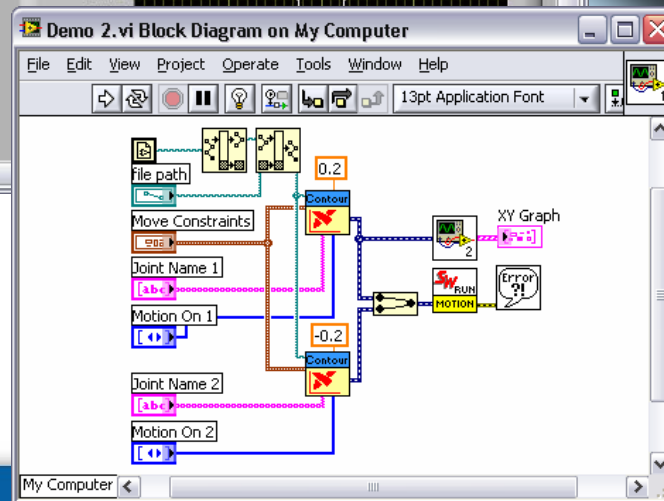 Demo 2.vi Block Diagram on My Computer
File Edit View Project Operate Tools Window Help
13pt Application Font
1
file path
0.2
Contour
Move Constraints
XY Graph
2
Joint Name 1
abc
SW RUN
MOTION
Error
?!
Motion On 1
-0.2
Contour
Joint Name 2
abc
Motion On 2
My Computer